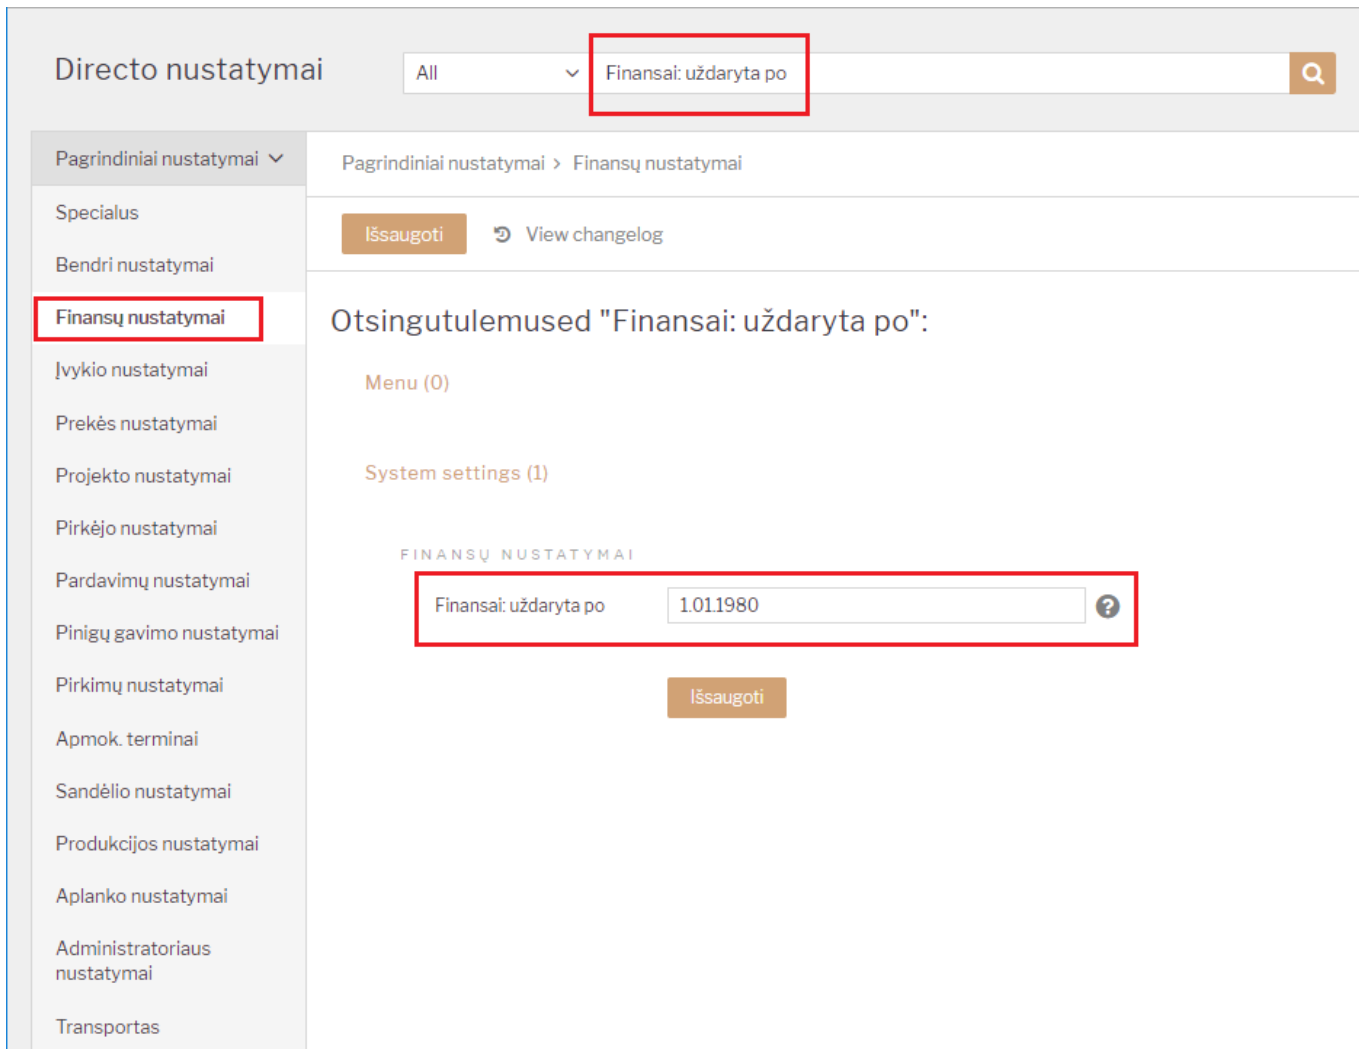 Directo nustatymai
All
Finansai: uždaryta po
Pagrindiniai nustatymai
Specialus
Bendri nustatymai
Finansų nustatymai
Įvykio nustatymai
Prekės nustatymai
Projekto nustatymai
Pirkėjo nustatymai
Pardavimų nustatymai
Pinigų gavimo nustatymai
Pirkimų nustatymai
Apmok. terminai
Sandėlio nustatymai
Produkcijos nustatymai
Aplanko nustatymai
Administratoriaus
nustatymai
Transportas
Pagrindiniai nustatymai > Finansų nustatymai
Išsaugoti
View changelog
Otsingutulemused "Finansai: uždaryta po":
Menu (0)
System settings (1)
FINANSŲ NUSTATYMAI
Finansai: uždaryta po
1.01.1980
?
Išsaugoti